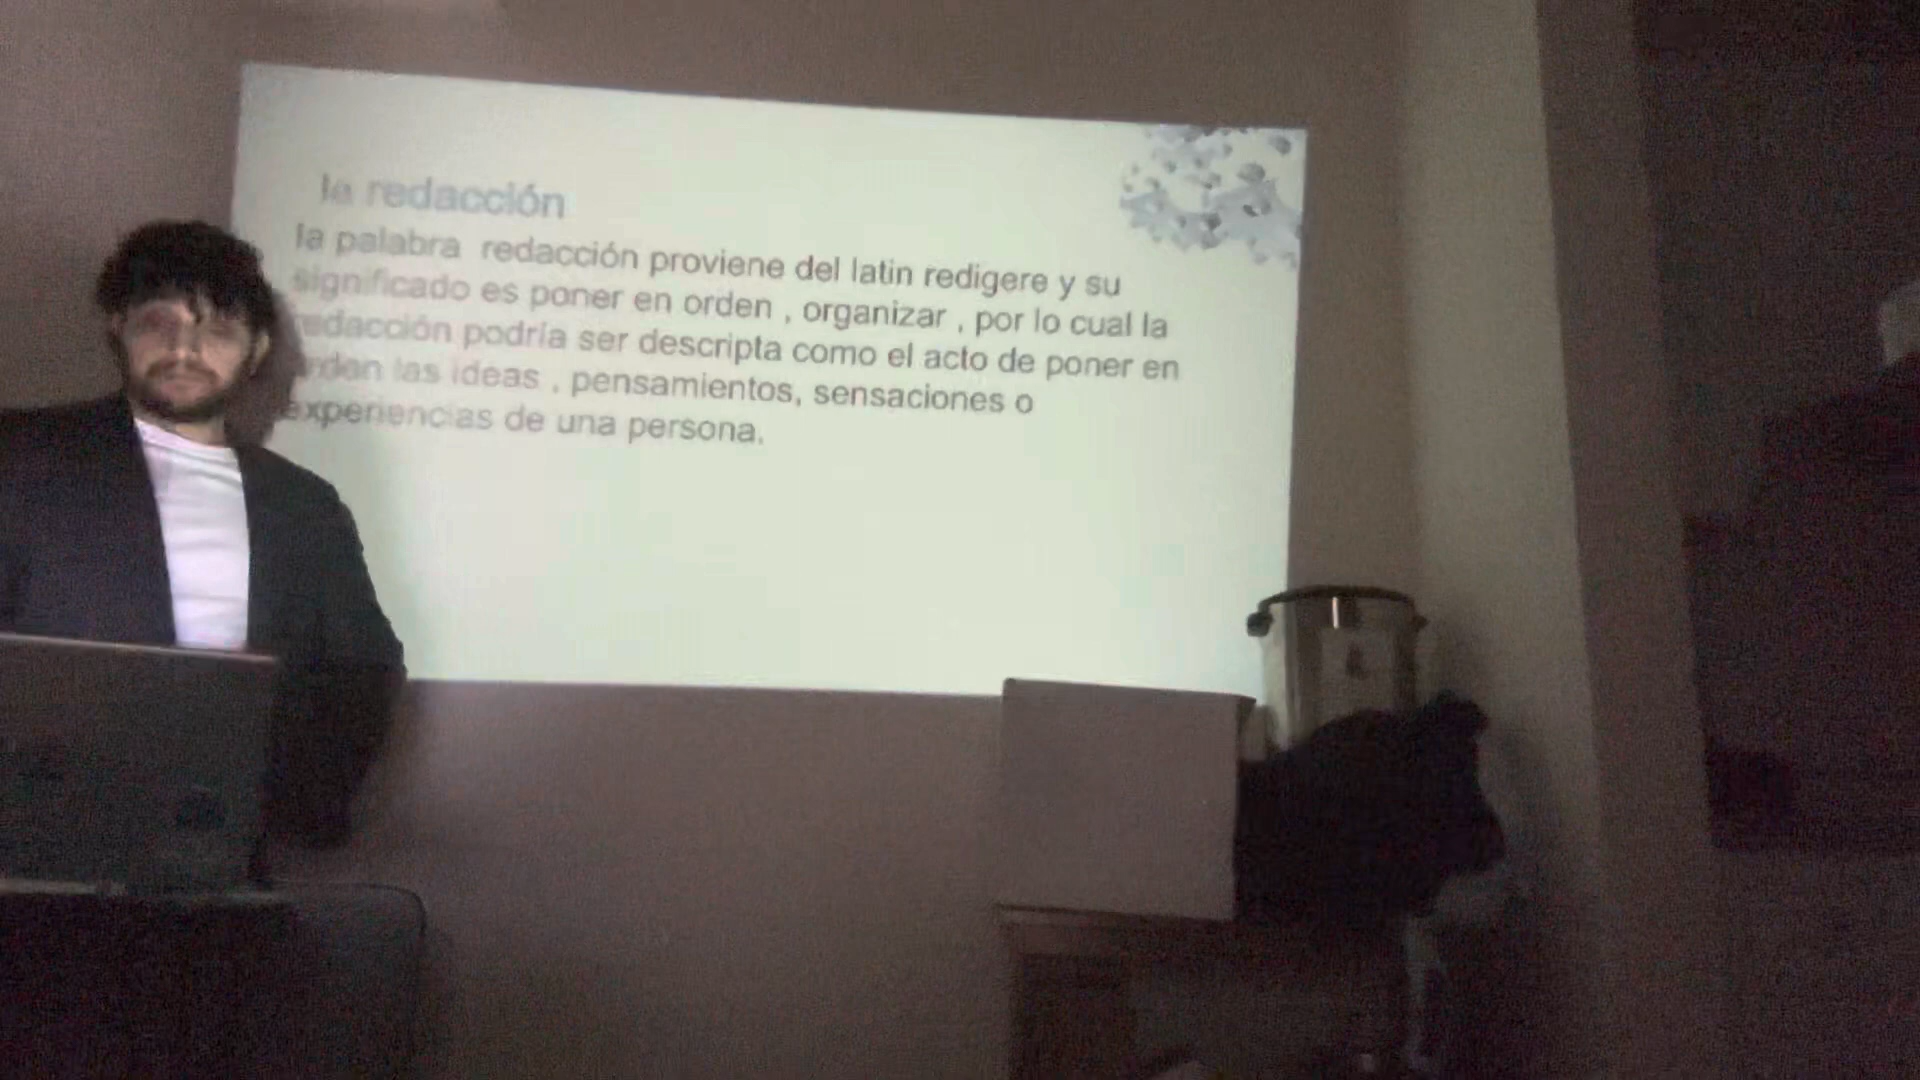 la redacción
la palabra redacción proviene del latin redigere y su
significado es poner en orden , organizar , por lo cual la
redacción podría ser descripta como el acto de poner en
orden las ideas , pensamientos, sensaciones o
experiencias de una persona.